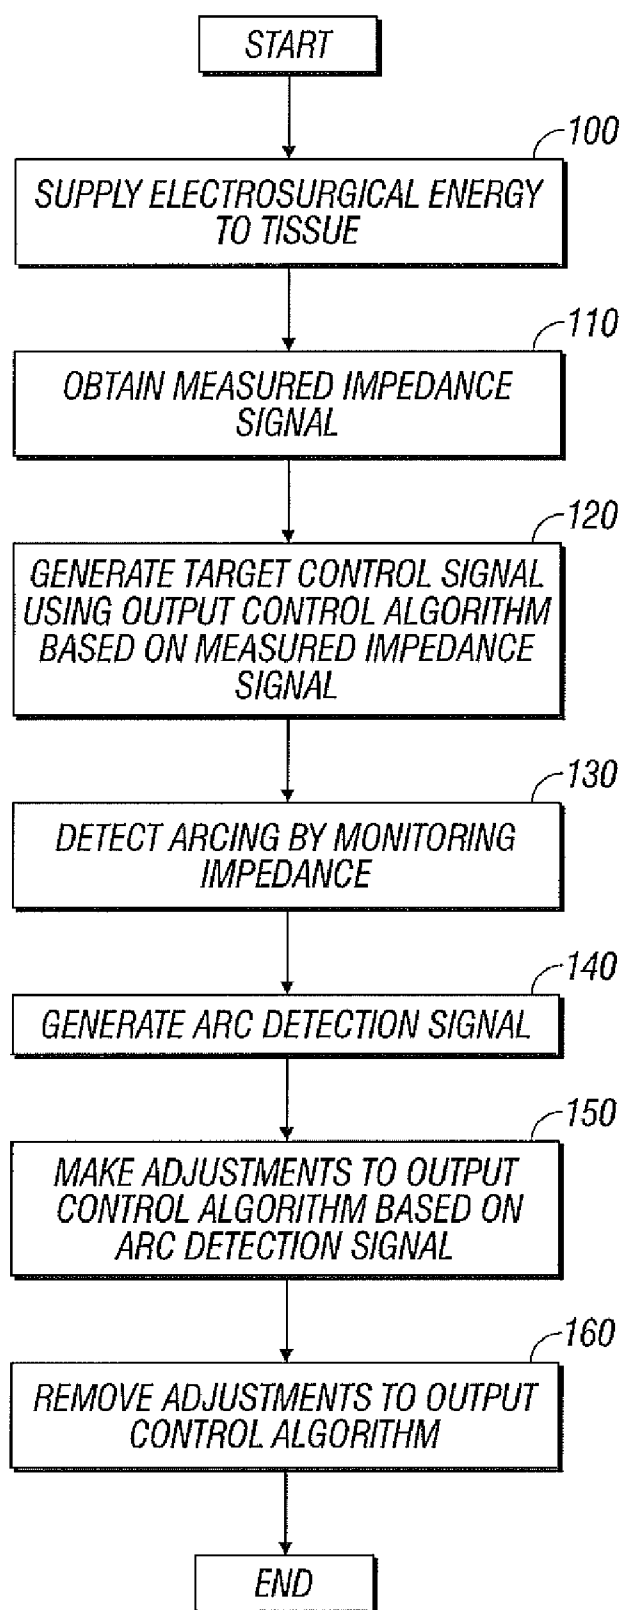 START
100
SUPPLY ELECTROSURGICAL ENERGY
TO TISSUE
110
OBTAIN MEASURED IMPEDANCE
SIGNAL
120
GENERATE TARGET CONTROL SIGNAL
USING OUTPUT CONTROL ALGORITHM
BASED ON MEASURED IMPEDANCE
SIGNAL
130
DETECT ARCING BY MONITORING
IMPEDANCE
140
GENERATE ARC DETECTION SIGNAL
150
MAKE ADJUSTMENTS TO OUTPUT
CONTROL ALGORITHM BASED ON
ARC DETECTION SIGNAL
160
REMOVE ADJUSTMENTS TO OUTPUT
CONTROL ALGORITHM
END